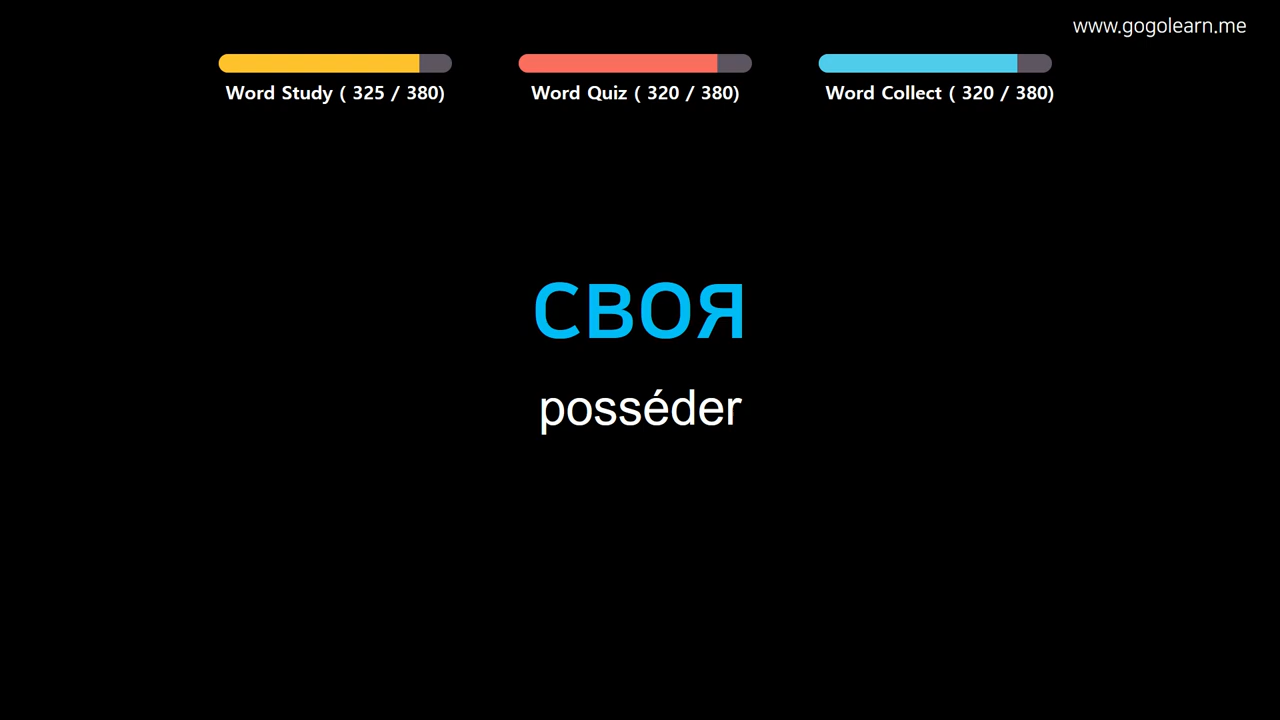 www.gogolearn.me
Word Study ( 325 / 380)
Word Quiz ( 320 / 380)
Word Collect ( 320 / 380)
своя
posséder